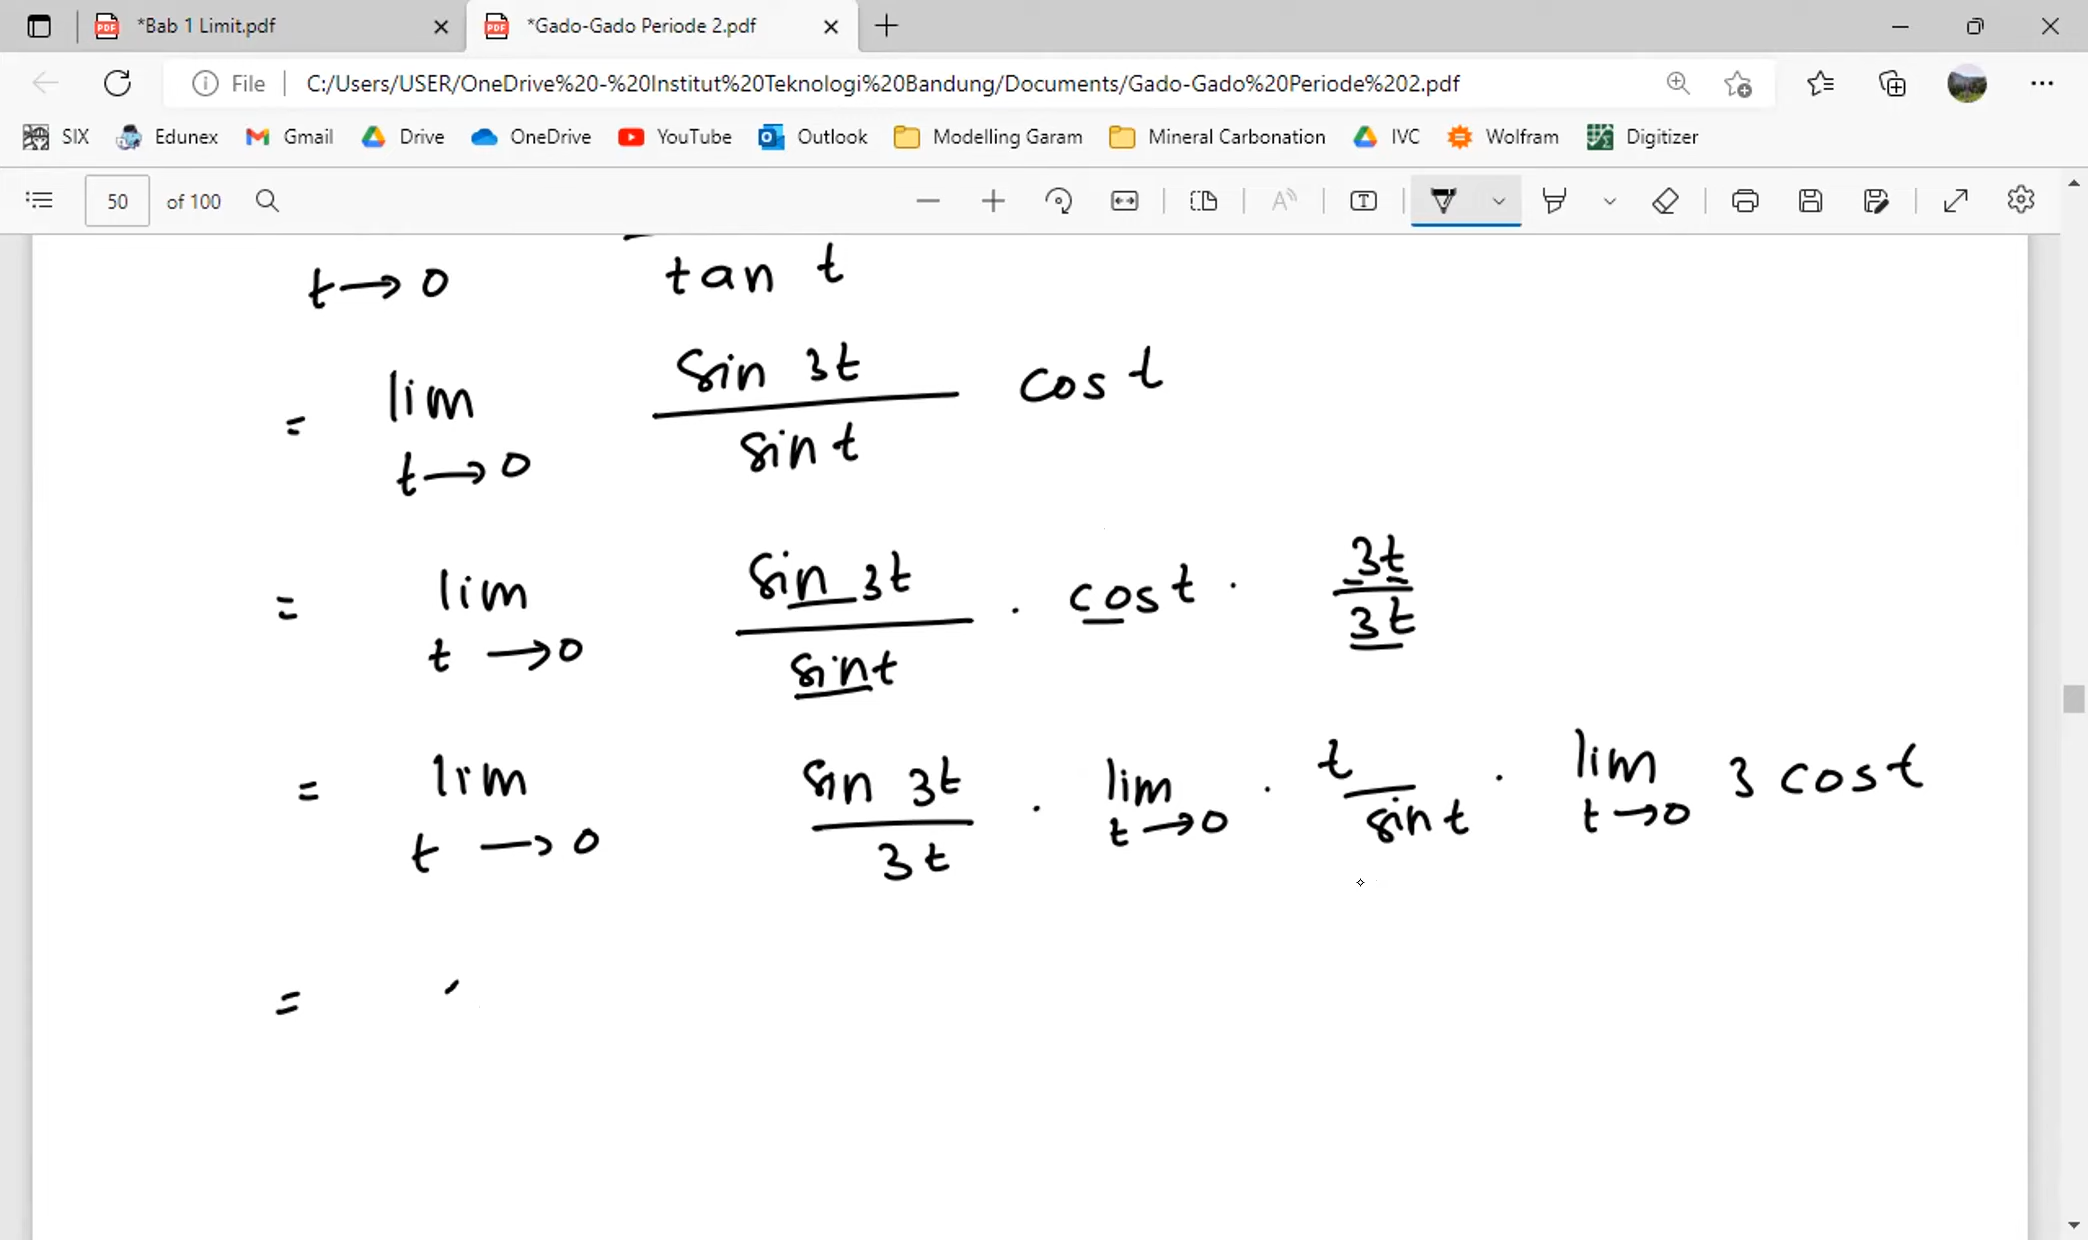 *Bab 1 Limit.pdf *Gado-Gado Periode 2.pdf
File C:/Users/USER/OneDrive%20-%20Institut%20Teknologi%20Bandung/Documents/Gado-Gado%20Periode%202.pdf
SIX Edunex Gmail Drive OneDrive YouTube Outlook Modelling Garam Mineral Carbonation IVC Wolfram Digitizer
50 of 100
tan t
t→0
= lim t→0 sin 3t / sin t cos t
= lim t→0 sin 3t / sin t . cos t . 3t / 3t
= lim t→0 sin 3t / 3t . lim t→0 . t / sin t . lim t→0 3 cos t
=